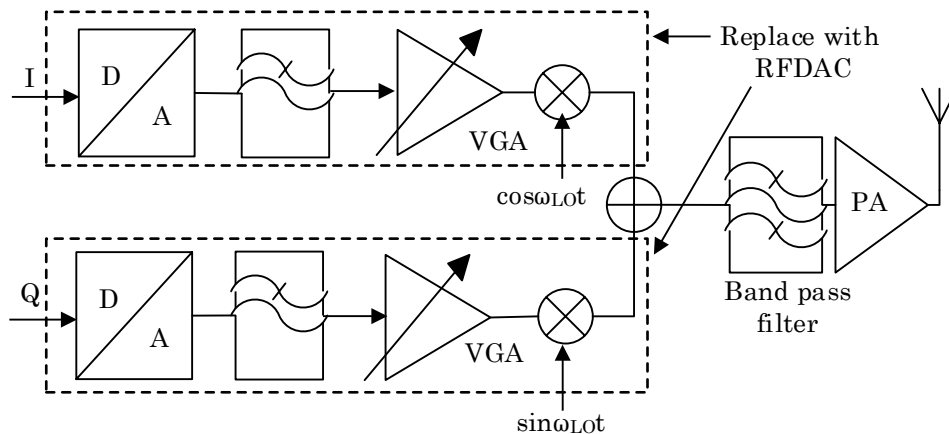 I
D
A
VGA
cosωLOt
Replace with
RFDAC
PA
Band pass
filter
Q
D
A
VGA
sinωLOt